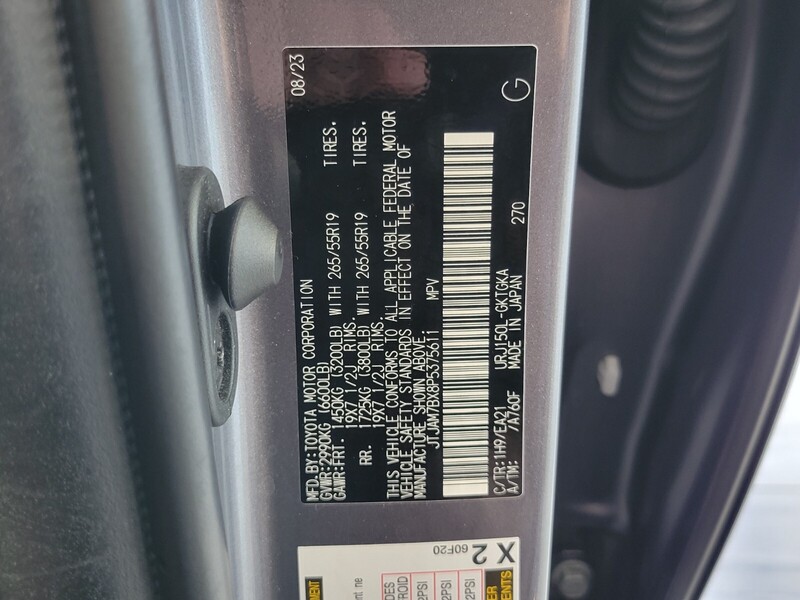 08/23
MFD.BY:TOYOTA MOTOR CORPORATION
GVWR:2990KG (6600LB)
GAWR:FRT. 1450KG (3200LB) WITH 265/55R19 TIRES.
19X7 1/2J RIMS.
RR. 1725KG (3800LB) WITH 265/55R19 TIRES.
19X7 1/2J RIMS.
THIS VEHICLE CONFORMS TO ALL APPLICABLE FEDERAL MOTOR
VEHICLE SAFETY STANDARDS IN EFFECT ON THE DATE OF
MANUFACTURE SHOWN ABOVE.
JTJAM7BX8P5375611 MPV
C/TR:1H9/EA21 URJ150L-GKTGKA
A/TM: 7A760F MADE IN JAPAN 270
G
X2
60F20
2PSI
2PSI